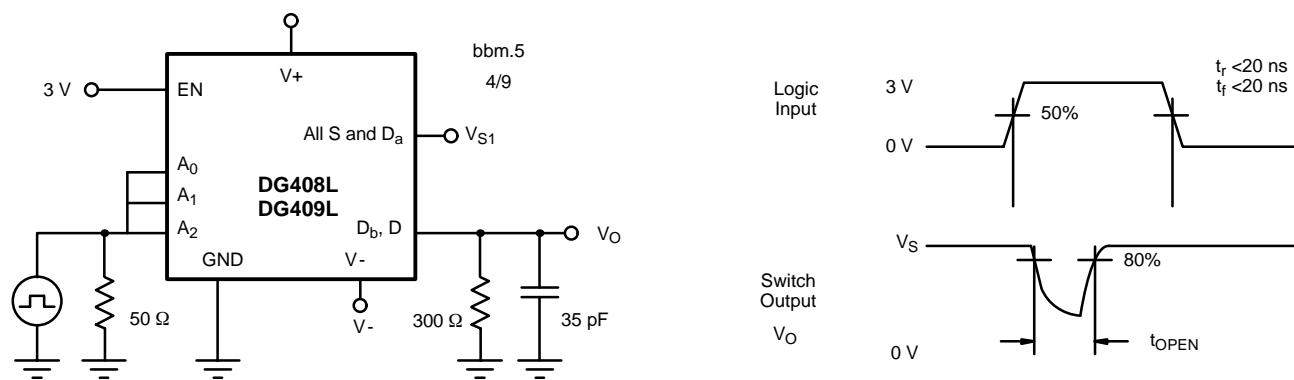 V+
bbm.5
4/9
3 V
EN
All S and Da
VS1
A0
A1
A2
DG408L
DG409L
Db, D
VO
GND
V-
V-
50 Ω
300 Ω
35 pF
Logic
Input
3 V
0 V
50%
tr <20 ns
tf <20 ns
Switch
Output
VO
VS
0 V
80%
tOPEN